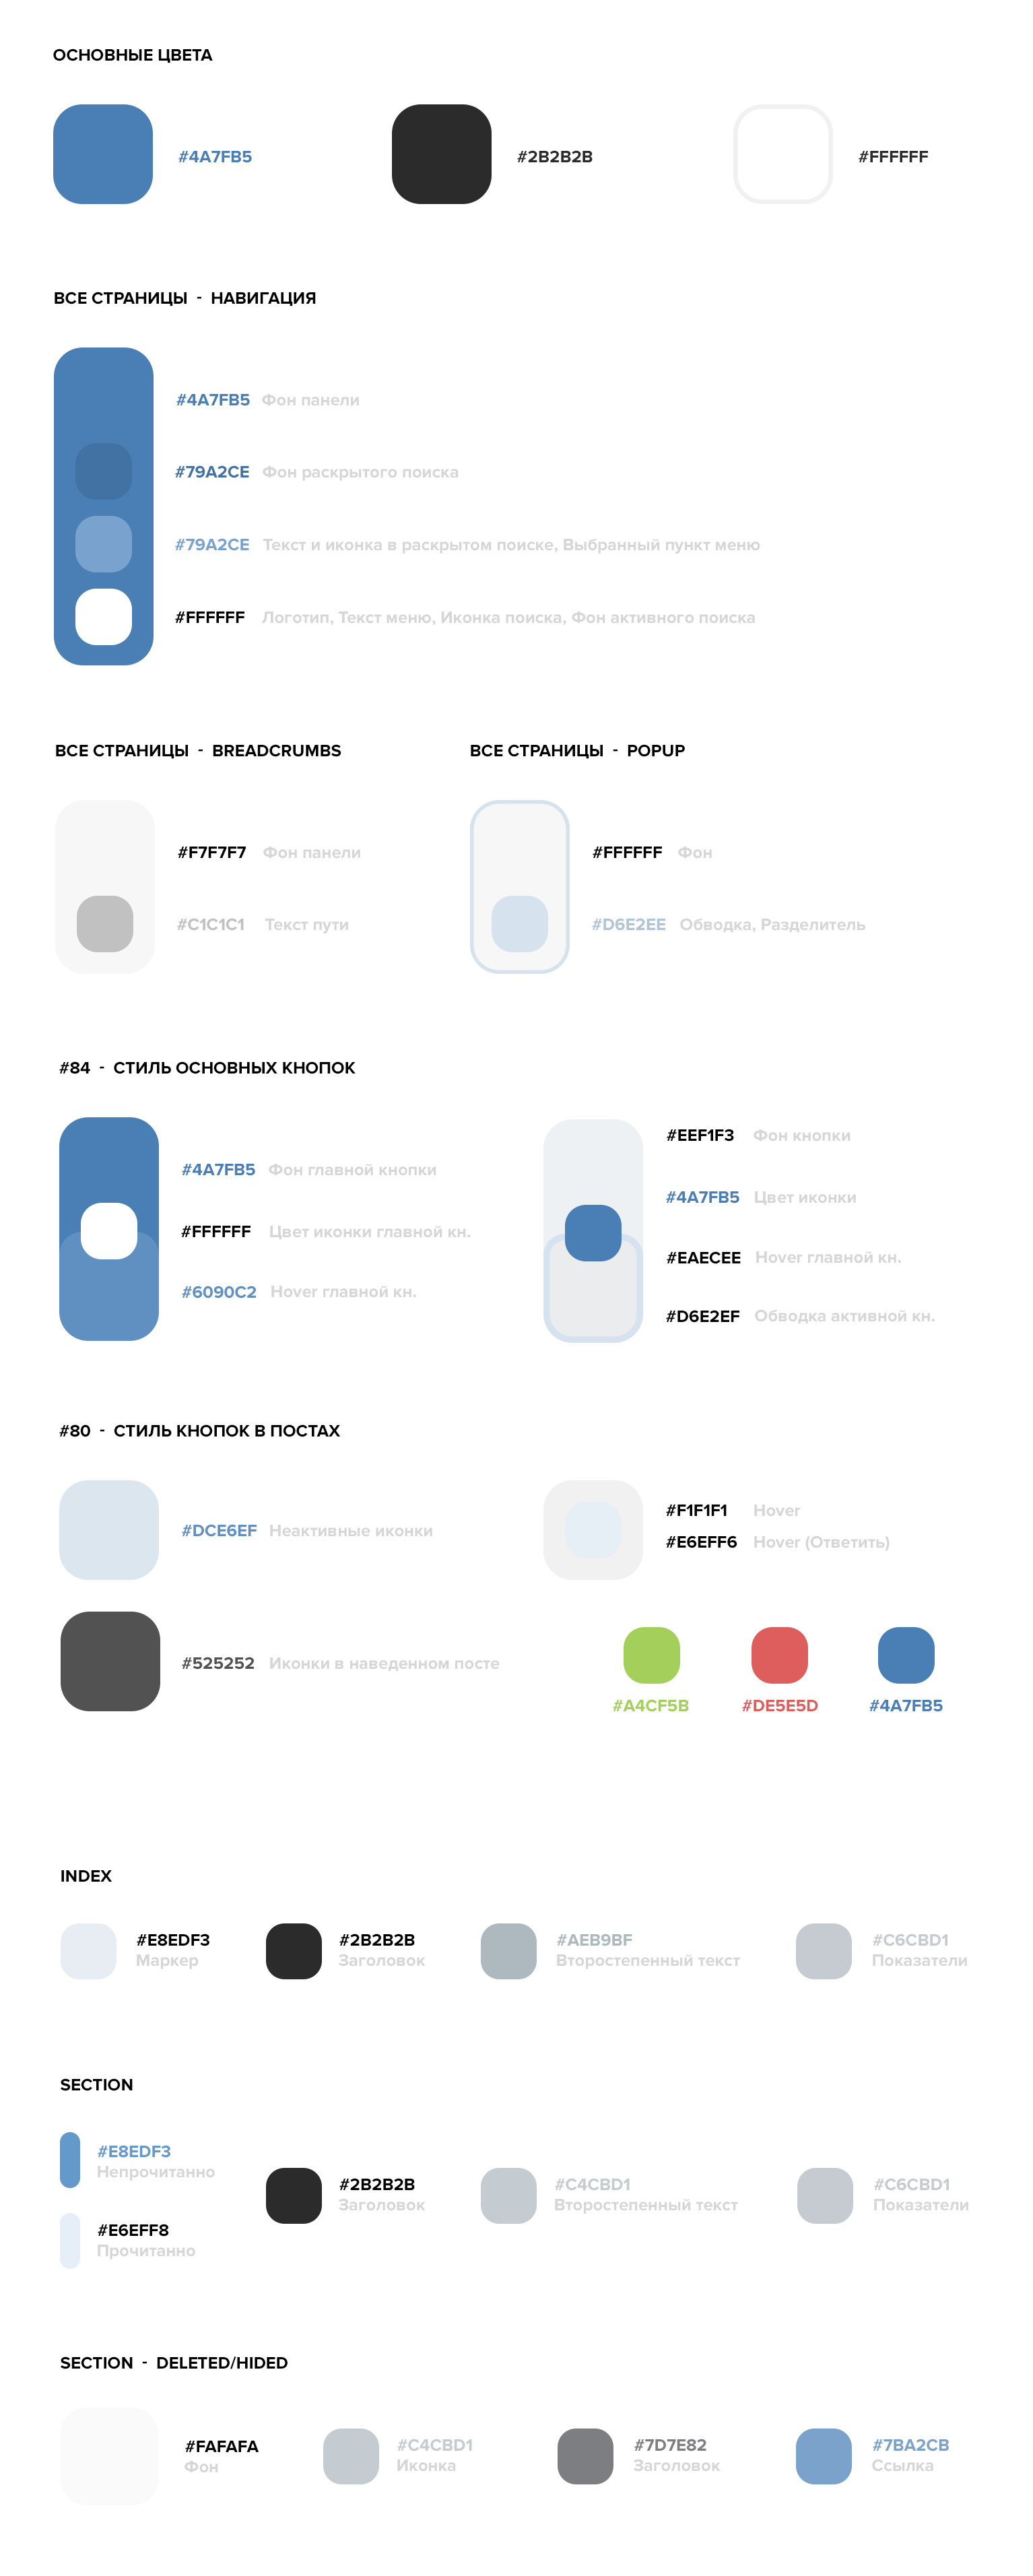 ОСНОВНЫЕ ЦВЕТА
#4A7FB5
#2B2B2B
#FFFFFF
ВСЕ СТРАНИЦЫ - НАВИГАЦИЯ
#4A7FB5 Фон панели
#79A2CE Фон раскрытого поиска
#79A2CE Текст и иконка в раскрытом поиске, Выбранный пункт меню
#FFFFFF Логотип, Текст меню, Иконка поиска, Фон активного поиска
ВСЕ СТРАНИЦЫ - BREADCRUMBS
#F7F7F7 Фон панели
#C1C1C1 Текст пути
ВСЕ СТРАНИЦЫ - POPUP
#FFFFFF Фон
#D6E2EE Обводка, Разделитель
#84 - СТИЛЬ ОСНОВНЫХ КНОПОК
#4A7FB5 Фон главной кнопки
#FFFFFF Цвет иконки главной кн.
#6090C2 Hover главной кн.
#EEF1F3 Фон кнопки
#4A7FB5 Цвет иконки
#EAECEE Hover главной кн.
#D6E2EF Обводка активной кн.
#80 - СТИЛЬ КНОПОК В ПОСТАХ
#DCE6EF Неактивные иконки
#F1F1F1 Hover
#E6EFF6 Hover (Ответить)
#525252 Иконки в наведенном посте
#A4CF5B
#DE5E5D
#4A7FB5
INDEX
#E8EDF3
Маркер
#2B2B2B
Заголовок
#AEB9BF
Второстепенный текст
#C6CBD1
Показатели
SECTION
#E8EDF3
Непрочитанно
#E6EFF8
Прочитанно
#2B2B2B
Заголовок
#C4CBD1
Второстепенный текст
#C6CBD1
Показатели
SECTION - DELETED/HIDED
#FAFAFA
Фон
#C4CBD1
Иконка
#7D7E82
Заголовок
#7BA2CB
Ссылка